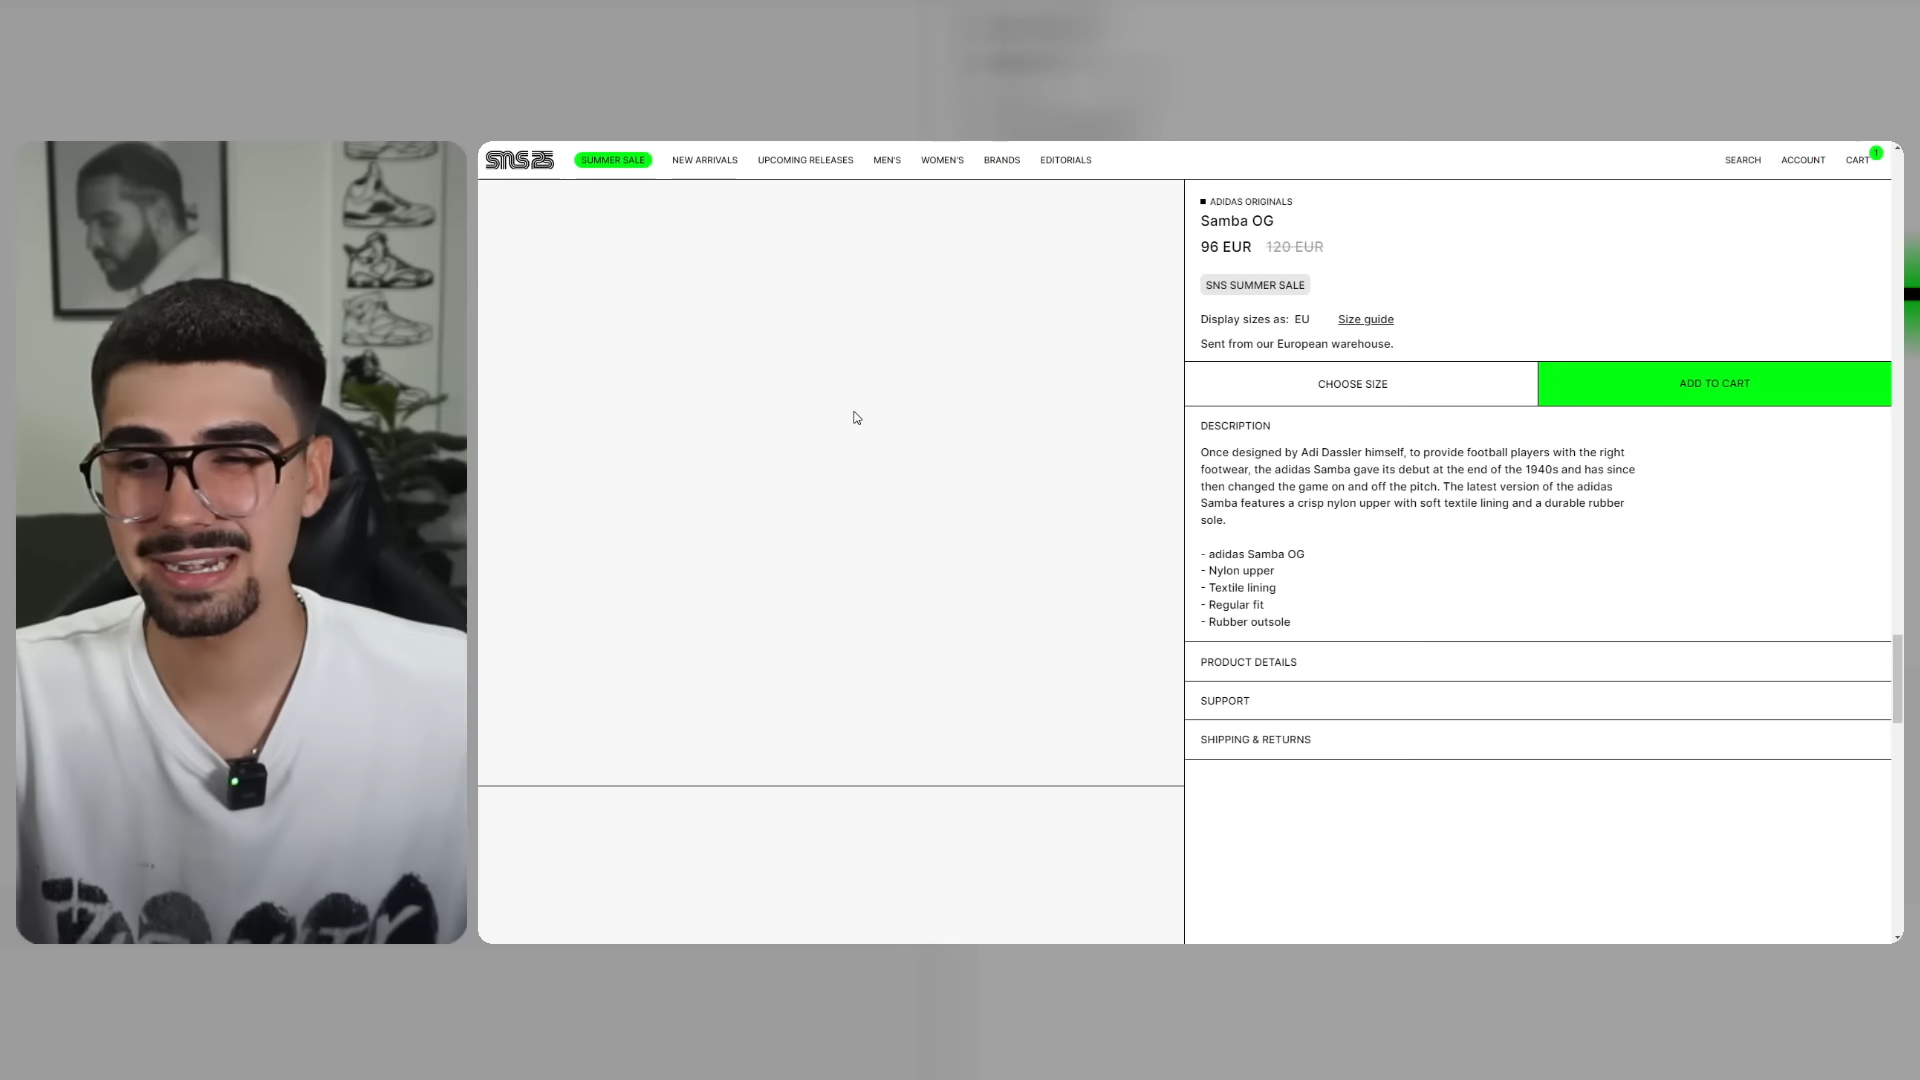 SNS 25
SUMMER SALE
NEW ARRIVALS
UPCOMING RELEASES
MEN'S
WOMEN'S
BRANDS
EDITORIALS
SEARCH
ACCOUNT
CART
1
ADIDAS ORIGINALS
Samba OG
96 EUR 120 EUR
SNS SUMMER SALE
Display sizes as: EU Size guide
Sent from our European warehouse.
CHOOSE SIZE
ADD TO CART
DESCRIPTION
Once designed by Adi Dassler himself, to provide football players with the right
footwear, the adidas Samba gave its debut at the end of the 1940s and has since
then changed the game on and off the pitch. The latest version of the adidas
Samba features a crisp nylon upper with soft textile lining and a durable rubber
sole.
- adidas Samba OG
- Nylon upper
- Textile lining
- Regular fit
- Rubber outsole
PRODUCT DETAILS
SUPPORT
SHIPPING & RETURNS